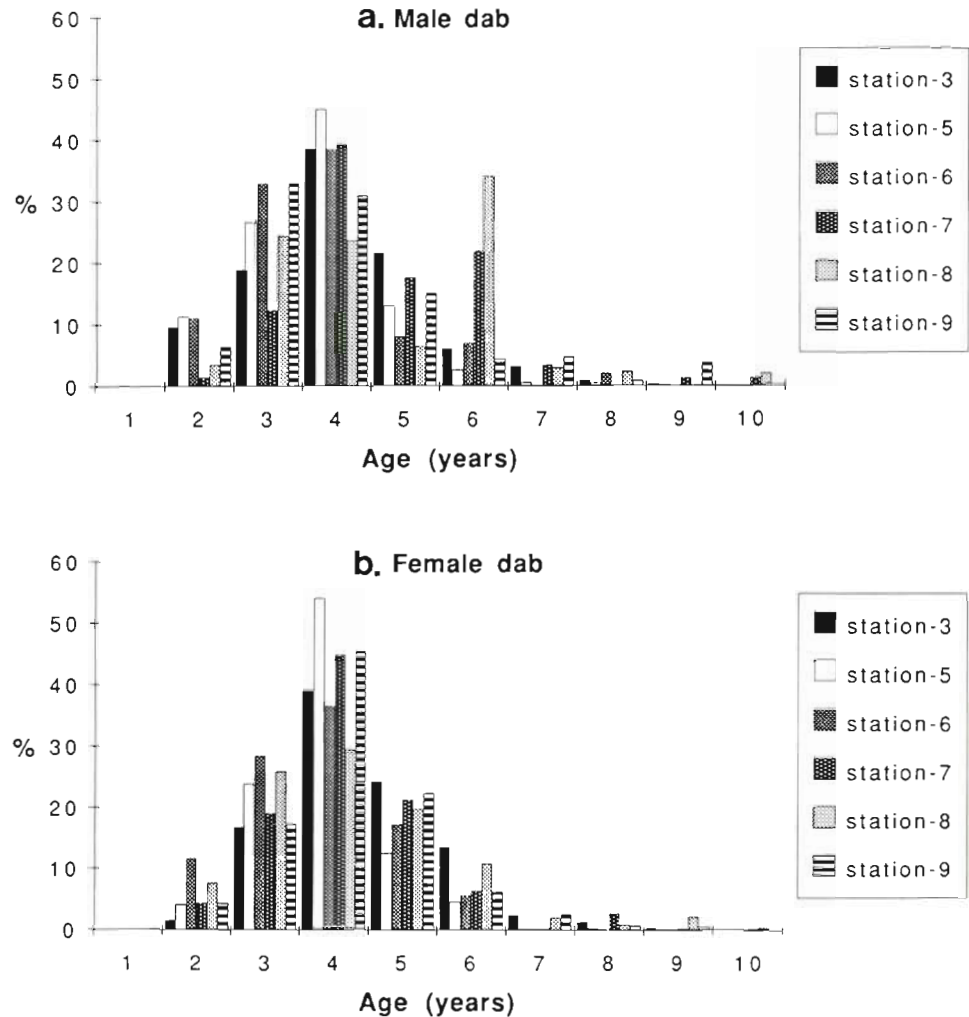 a. Male dab
60
50
40
% 30
20
10
0
1 2 3 4 5 6 7 8 9 10
Age (years)
station-3
station-5
station-6
station-7
station-8
station-9
b. Female dab
60
50
40
% 30
20
10
0
1 2 3 4 5 6 7 8 9 10
Age (years)
station-3
station-5
station-6
station-7
station-8
station-9